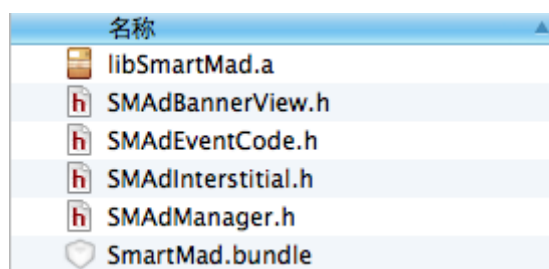 名称
libSmartMad.a
SMAdBannerView.h
SMAdEventCode.h
SMAdInterstitial.h
SMAdManager.h
SmartMad.bundle